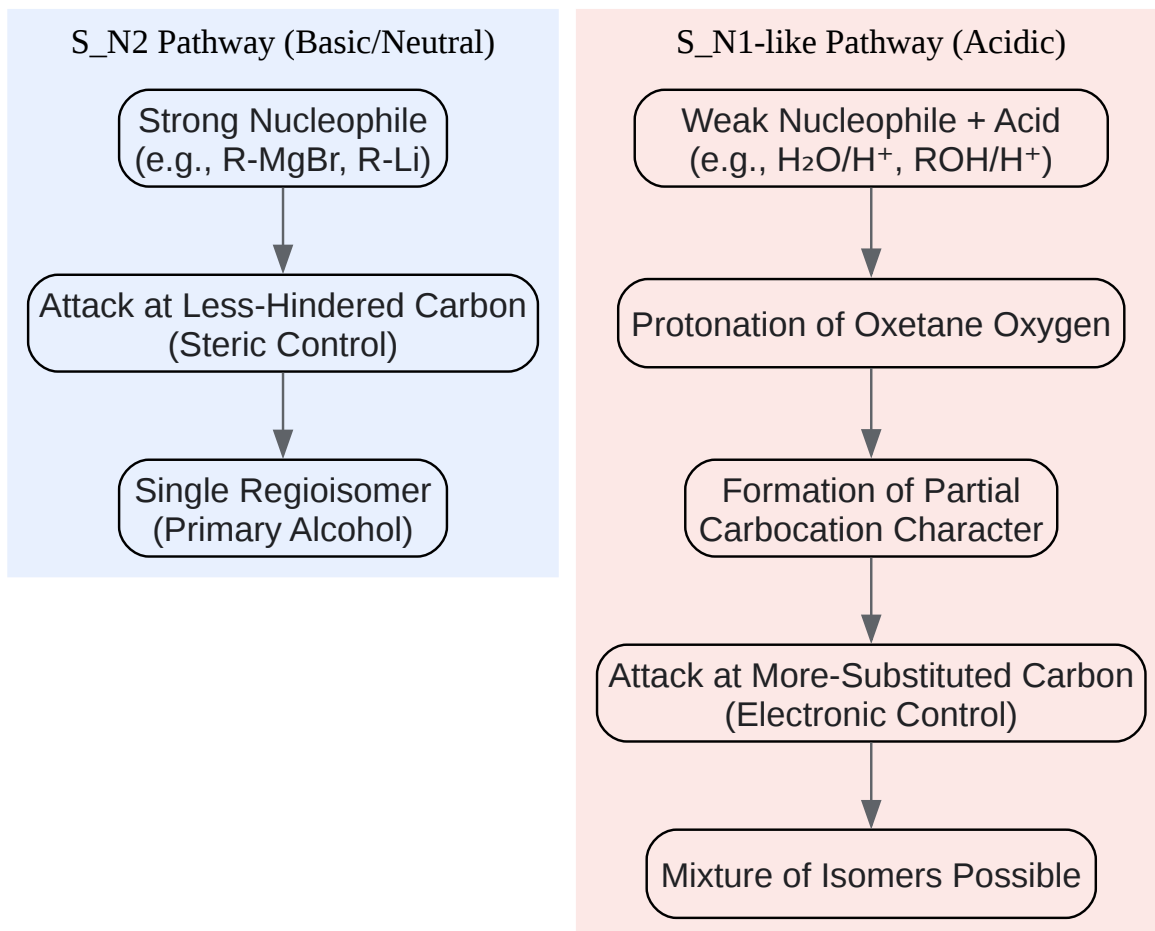 S_N2 Pathway (Basic/Neutral)
Strong Nucleophile
(e.g., R-MgBr, R-Li)
Attack at Less-Hindered Carbon
(Steric Control)
Single Regioisomer
(Primary Alcohol)
S_N1-like Pathway (Acidic)
Weak Nucleophile + Acid
(e.g., H₂O/H⁺, ROH/H⁺)
Protonation of Oxetane Oxygen
Formation of Partial
Carbocation Character
Attack at More-Substituted Carbon
(Electronic Control)
Mixture of Isomers Possible